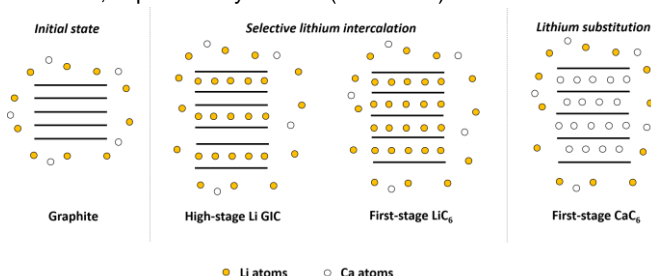 Initial state
Selective lithium intercalation
Lithium substitution
Graphite
High-stage Li GIC
First-stage LiC₆
First-stage CaC₆
Li atoms
Ca atoms